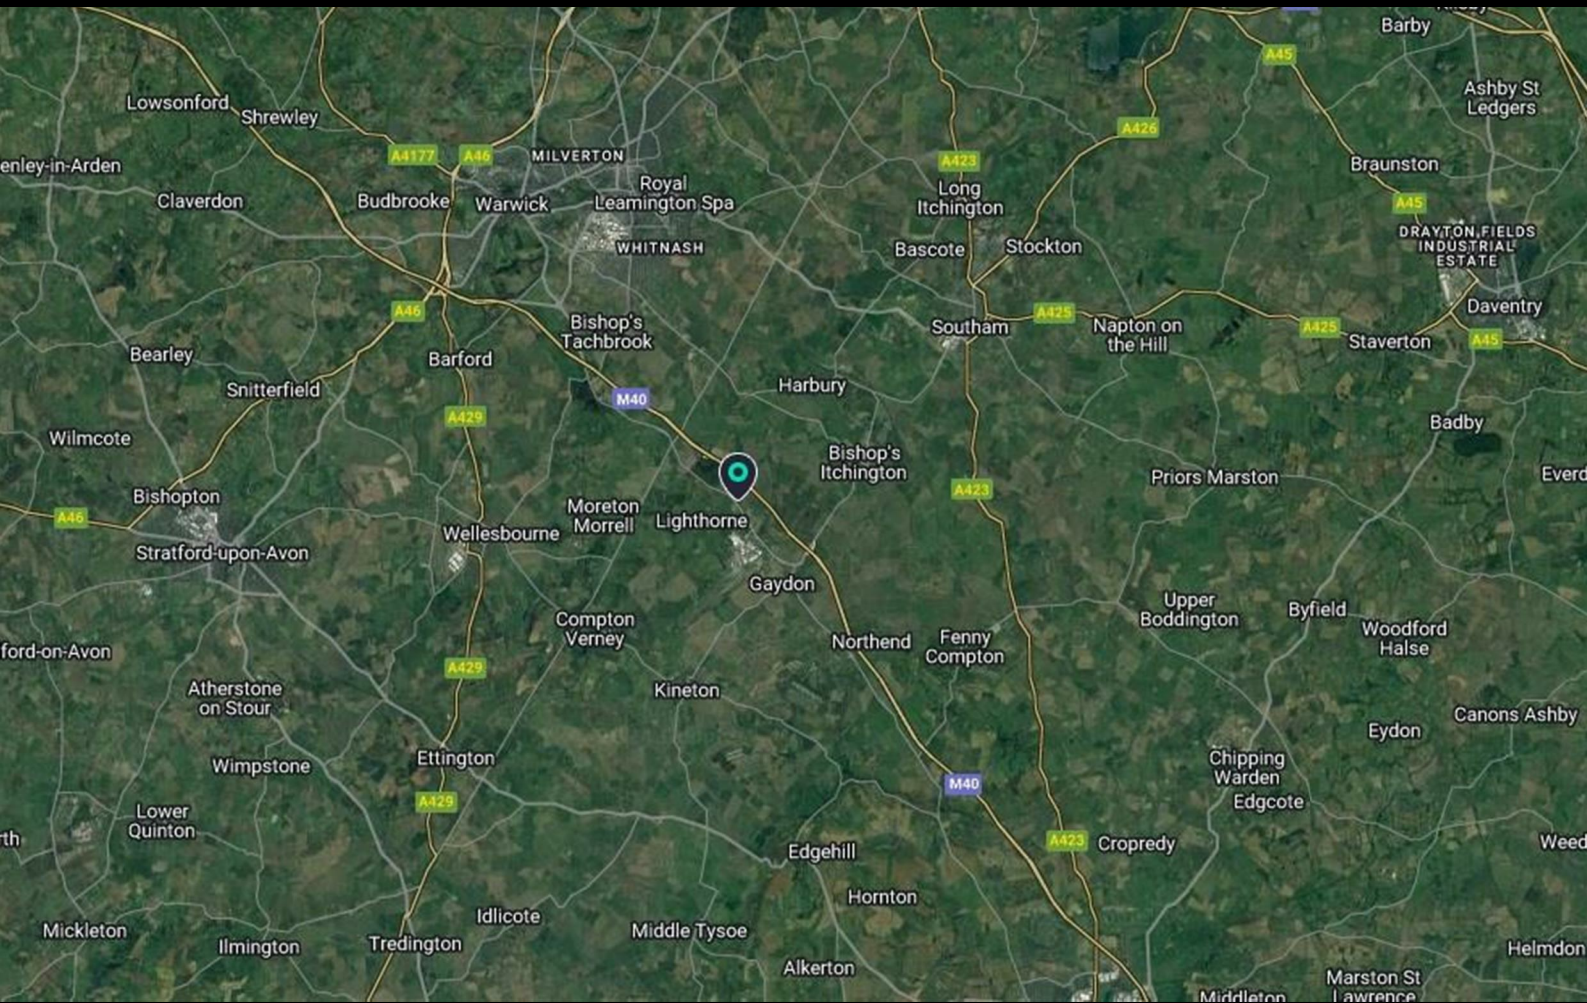 Barby
A45
Ashby St
Ledgers
Lowsonford
Shrewley
A426
A4177
A46
MILVERTON
A423
Braunston
enley-in-Arden
Royal
Leamington Spa
Long
Itchington
Claverdon
Budbrooke
Warwick
A45
DRAYTON FIELDS
INDUSTRIAL
ESTATE
WHITNASH
Bascote
Stockton
A46
Bishop's
Tachbrook
Southam
A425
Napton on
the Hill
A425
Daventry
Staverton
A45
Bearley
Barford
Snitterfield
Harbury
M40
A429
Badby
Wilmcote
Bishop's
Itchington
Priors Marston
Everd
Bishopton
A423
A46
Moreton
Morrell
Lighthorne
Wellesbourne
Stratford-upon-Avon
Gaydon
Compton
Verney
Upper
Boddington
Byfield
Woodford
Halse
ford-on-Avon
Northend
Fenny
Compton
A429
Atherstone
on Stour
Kineton
Canons Ashby
Eydon
Wimpstone
Ettington
Chipping
Warden
M40
A429
Edgcote
Lower
Quinton
rth
Edgehill
A423
Cropredy
Weed
Hornton
Idlicote
Mickleton
Ilmington
Tredington
Middle Tysoe
Helmdon
Alkerton
Marston St
Lawrence
Middleton